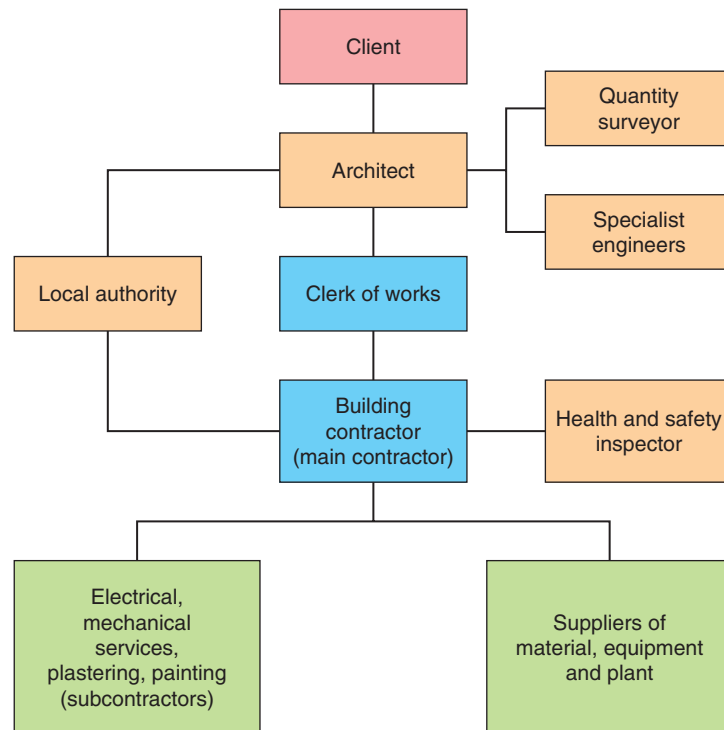 Client
Quantity
surveyor
Architect
Specialist
engineers
Local authority
Clerk of works
Building
contractor
(main contractor)
Health and safety
inspector
Electrical,
mechanical
services,
plastering, painting
(subcontractors)
Suppliers of
material, equipment
and plant